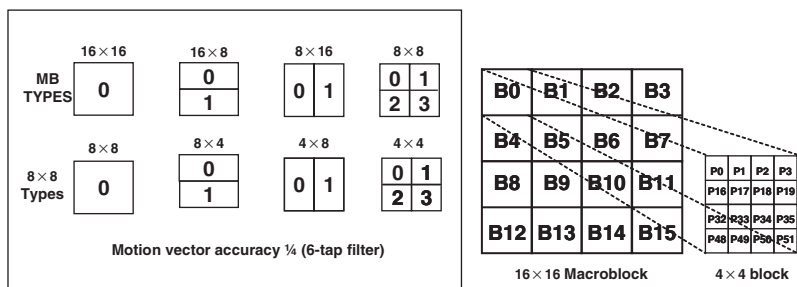 16×16 16×8 8×16 8×8
MB TYPES
0
0
1
0 1
0 1
2 3
8×8 8×4 4×8 4×4
8×8 Types
0
0
1
0 1
0 1
2 3
Motion vector accuracy ¼ (6-tap filter)
B0 B1 B2 B3
B4 B5 B6 B7
B8 B9 B10 B11
B12 B13 B14 B15
16×16 Macroblock
P0 P1 P2 P3
P16 P17 P18 P19
P32 P33 P34 P35
P48 P49 P50 P51
4×4 block